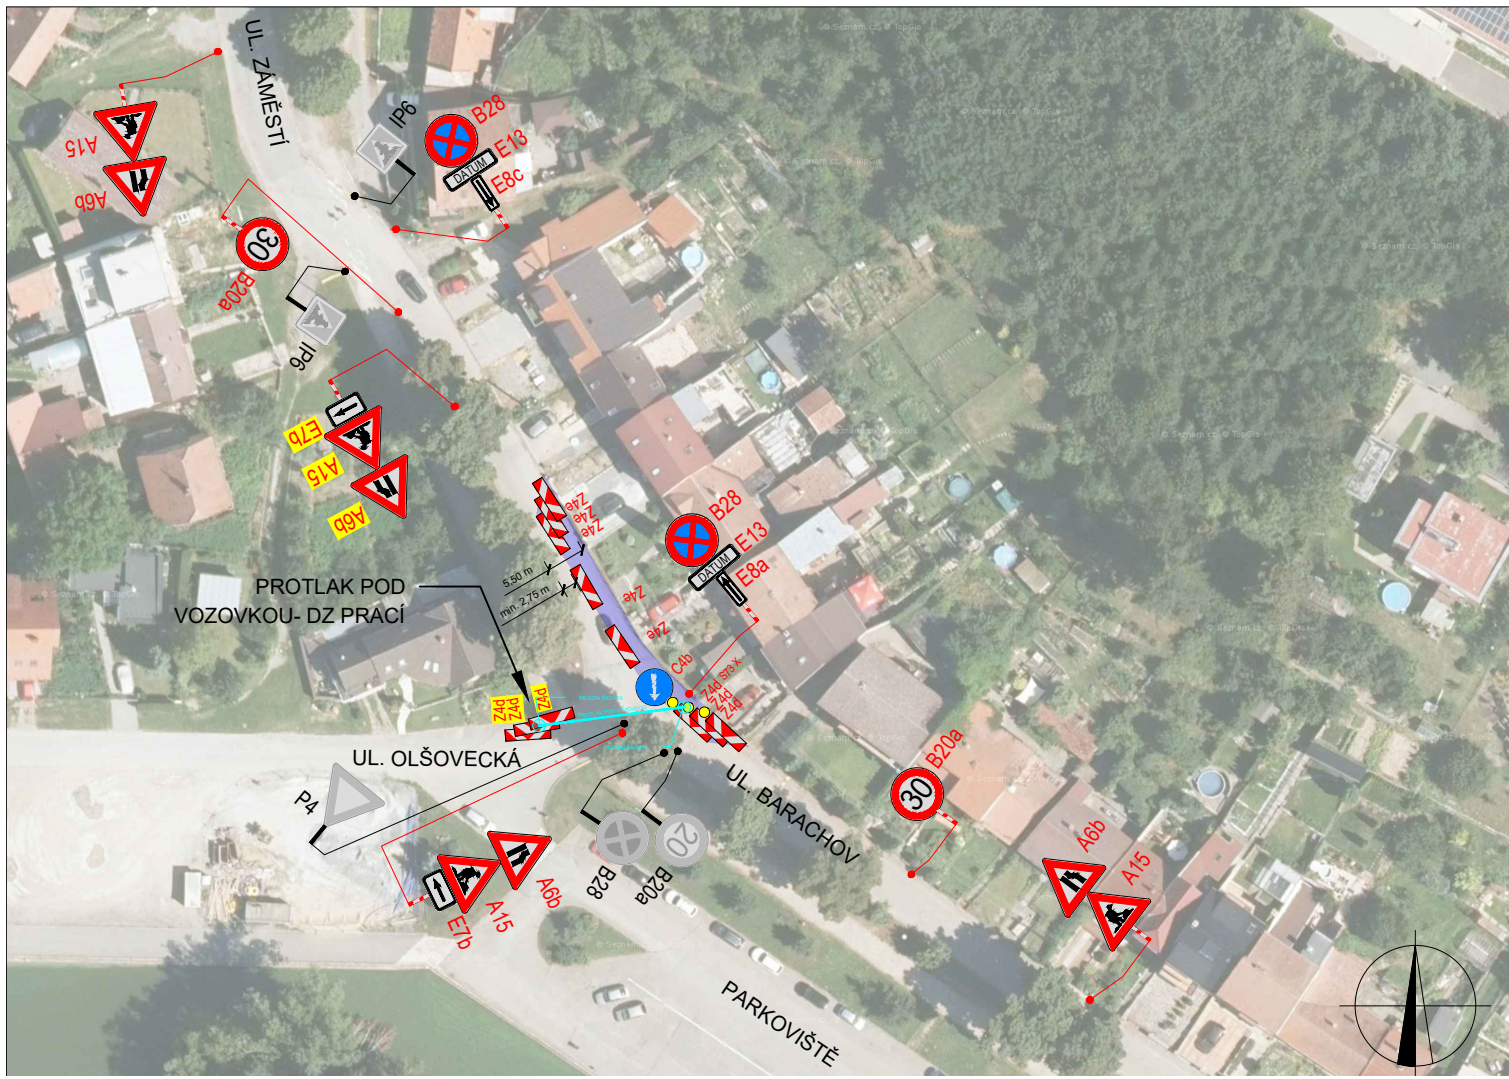 UL. ZÁMĚSTÍ
A15
A6b
IP6
B28
DATUM
E13
E8c
30
B20a
IP6
E7b
A15
A6b
Z4e
Z4e
Z4e
5.50 m
min. 2,75 m
Z4e
Z4e
B28
DATUM
E13
E8a
PROTLAK POD
VOZOVKOU- DZ PRACÍ
C4b
Z4d
Z4d
Z4d
Z4d
Z4d
Z4d
UL. OLŠOVECKÁ
P4
UL. BARACHOV
30
B20a
20
B28
B20a
A6b
A15
E7b
A15
A6b
PARKOVIŠTĚ
© Seznam.cz, © TopGis